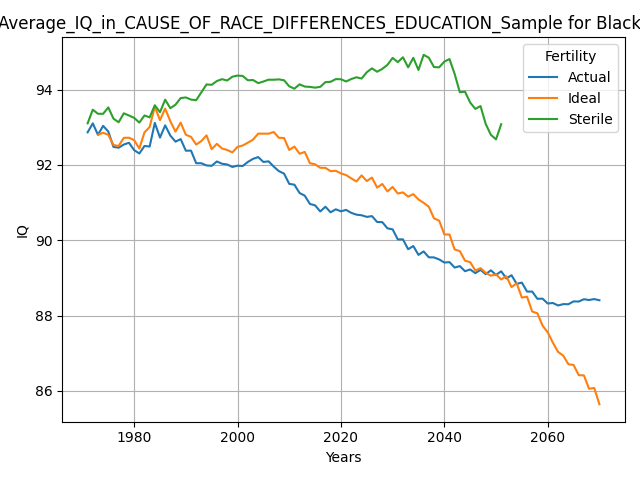 Average_IQ_in_CAUSE_OF_RACE_DIFFERENCES_EDUCATION_Sample for Black
Fertility
Actual
Ideal
Sterile
94
92
90
88
86
IQ
1980 2000 2020 2040 2060
Years